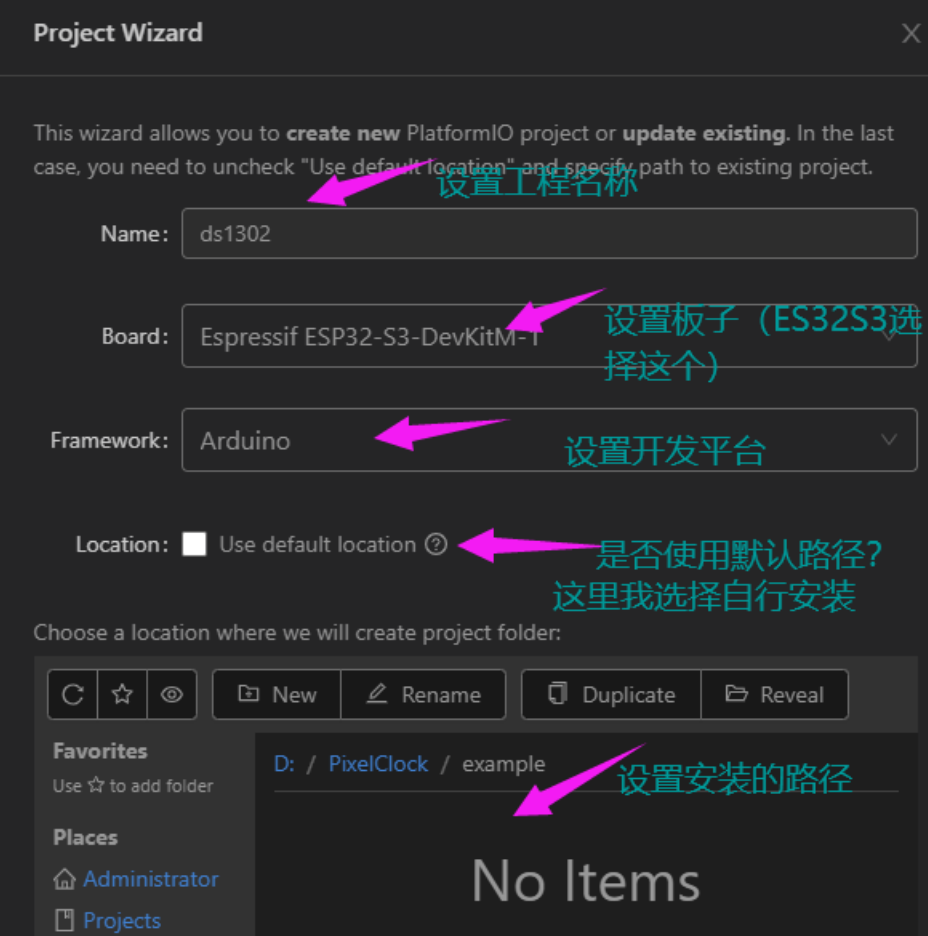 Project Wizard
X
This wizard allows you to create new PlatformIO project or update existing. In the last
case, you need to uncheck "Use default location" and specify path to existing project.
设置工程名称
Name:
ds1302
Board:
Espressif ESP32-S3-DevKitM-1
设置板子（ES32S3选
择这个）
Framework:
Arduino
设置开发平台
Location:
Use default location
?
是否使用默认路径？
这里我选择自行安装
Choose a location where we will create project folder:
New
Rename
Duplicate
Reveal
Favorites
Use ☆ to add folder
D: / PixelClock / example
设置安装的路径
Places
Administrator
Projects
No Items